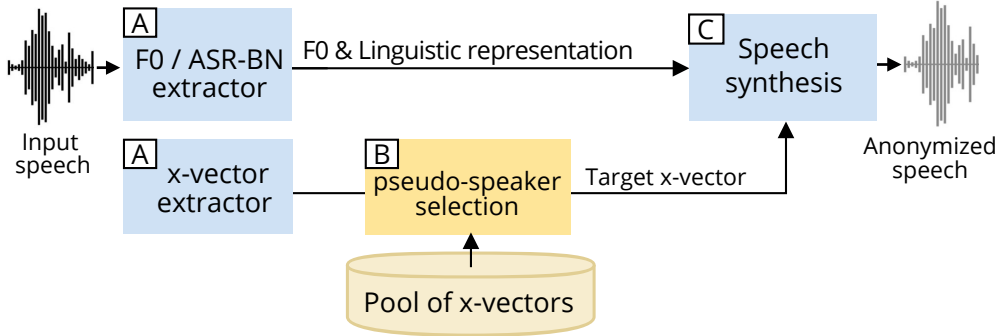 A
F0 / ASR-BN
extractor
F0 & Linguistic representation
C
Speech
synthesis
Input
speech
Anonymized
speech
A
x-vector
extractor
B
pseudo-speaker
selection
Target x-vector
Pool of x-vectors